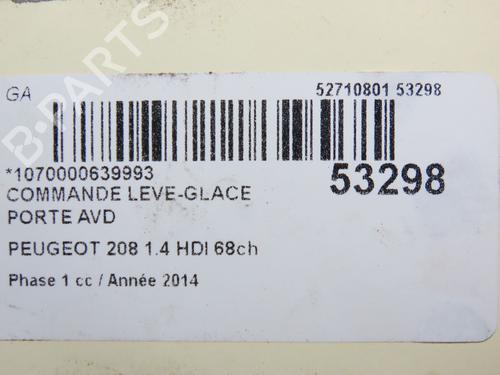 GA
52710801 53298
*1070000639993
53298
COMMANDE LEVE-GLACE
PORTE AVD
PEUGEOT 208 1.4 HDI 68ch
Phase 1 cc / Année 2014
B-PARTS